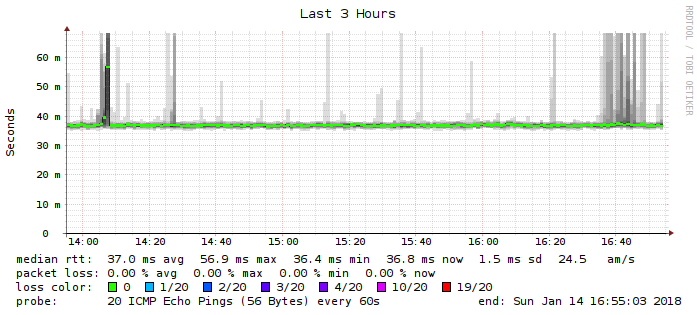 Last 3 Hours
RRDTOOL / TOBI OETIKER
Seconds
60 m
50 m
40 m
30 m
20 m
10 m
0
14:00 14:20 14:40 15:00 15:20 15:40 16:00 16:20 16:40
median rtt: 37.0 ms avg 56.9 ms max 36.4 ms min 36.8 ms now 1.5 ms sd 24.5 am/s
packet loss: 0.00 % avg 0.00 % max 0.00 % min 0.00 % now
loss color: 0 1/20 2/20 3/20 4/20 10/20 19/20
probe: 20 ICMP Echo Pings (56 Bytes) every 60s end: Sun Jan 14 16:55:03 2018